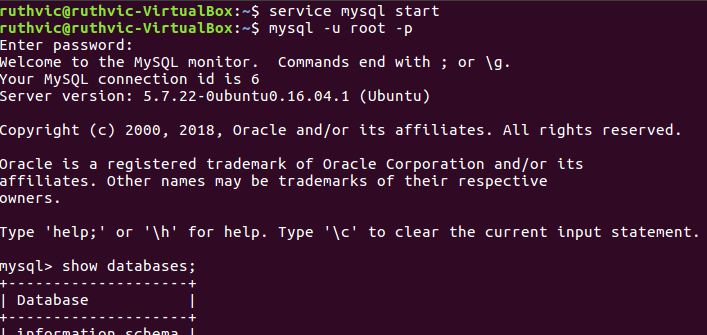 ruthvic@ruthvic-VirtualBox:~$ service mysql start
ruthvic@ruthvic-VirtualBox:~$ mysql -u root -p
Enter password:
Welcome to the MySQL monitor.  Commands end with ; or \g.
Your MySQL connection id is 6
Server version: 5.7.22-0ubuntu0.16.04.1 (Ubuntu)
Copyright (c) 2000, 2018, Oracle and/or its affiliates. All rights reserved.
Oracle is a registered trademark of Oracle Corporation and/or its
affiliates. Other names may be trademarks of their respective
owners.
Type 'help;' or '\h' for help. Type '\c' to clear the current input statement.
mysql> show databases;
+--------------------+
| Database           |
+--------------------+
| information_schema |